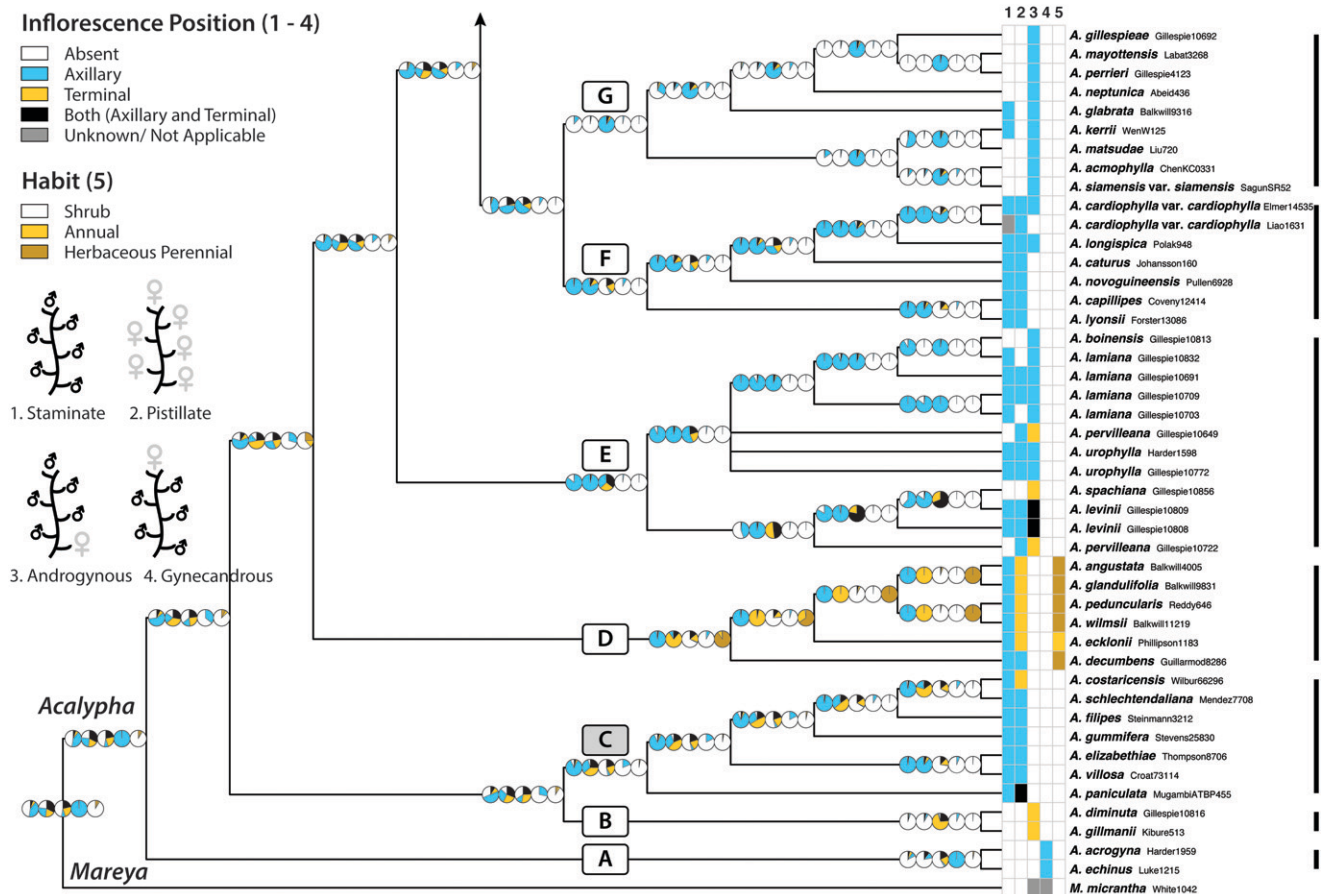 Inflorescence Position (1 - 4)
Absent
Axillary
Terminal
Both (Axillary and Terminal)
Unknown/ Not Applicable
Habit (5)
Shrub
Annual
Herbaceous Perennial
1. Staminate
2. Pistillate
3. Androgynous
4. Gynecandrous
Acalypha
Mareya
G
F
E
D
C
B
A
1 2 3 4 5
A. gillespieae Gillespie10692
A. mayottensis Labat3268
A. perrieri Gillespie4123
A. neptunica Abeid436
A. glabrata Balkwill9316
A. kerrii WenW125
A. matsudae Liu720
A. acmophylla ChenKC0331
A. siamensis var. siamensis SagunSR52
A. cardiophylla var. cardiophylla Elmer14535
A. cardiophylla var. cardiophylla Liao1631
A. longispica Polak948
A. caturus Johansson160
A. novoguineensis Pullen6928
A. capillipes Coveny12414
A. lyonsii Forster13086
A. boinensis Gillespie10813
A. lamiana Gillespie10832
A. lamiana Gillespie10691
A. lamiana Gillespie10709
A. lamiana Gillespie10703
A. pervilleana Gillespie10649
A. urophylla Harder1598
A. urophylla Gillespie10772
A. spachiana Gillespie10856
A. levinii Gillespie10809
A. levinii Gillespie10808
A. pervilleana Gillespie10722
A. angustata Balkwill4005
A. glandulifolia Balkwill9831
A. peduncularis Reddy646
A. wilmsii Balkwill11219
A. ecklonii Phillipson1183
A. decumbens Guillarmod8286
A. costaricensis Wilbur66296
A. schlechtendaliana Mendez7708
A. filipes Steinmann3212
A. gummifera Stevens25830
A. elizabethiae Thompson8706
A. villosa Croat73114
A. paniculata MugambiATBP455
A. diminuta Gillespie10816
A. gillmanii Kibure513
A. acrogyna Harder1959
A. echinus Luke1215
M. micrantha White1042